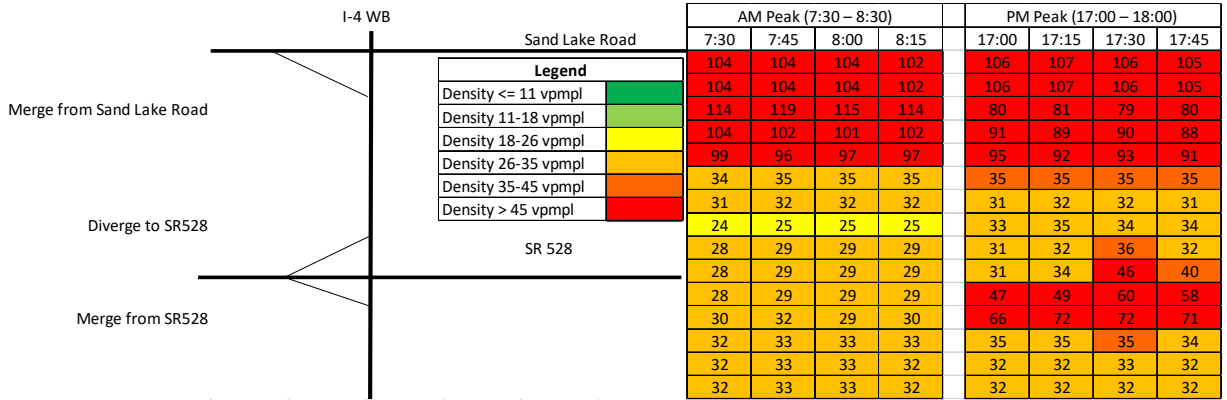 I-4 WB
AM Peak (7:30 – 8:30) PM Peak (17:00 – 18:00)
Sand Lake Road 7:30 7:45 8:00 8:15 17:00 17:15 17:30 17:45
104 104 104 102 106 107 106 105
Legend
104 104 104 102 106 107 106 105
Density <= 11 vpmpl
Merge from Sand Lake Road 114 119 115 114 80 81 79 80
Density 11-18 vpmpl
104 102 101 102 91 89 90 88
Density 18-26 vpmpl
99 96 97 97 95 92 93 91
Density 26-35 vpmpl
34 35 35 35 35 35 35 35
Density 35-45 vpmpl
31 32 32 32 31 32 32 31
Density > 45 vpmpl
Diverge to SR528 24 25 25 25 33 35 34 34
SR 528 28 29 29 29 31 32 36 32
28 29 29 29 31 34 46 40
28 29 29 29 47 49 60 58
Merge from SR528 30 32 29 30 66 72 72 71
32 33 33 33 35 35 35 34
32 33 33 32 32 32 33 32
32 33 33 32 32 32 32 32